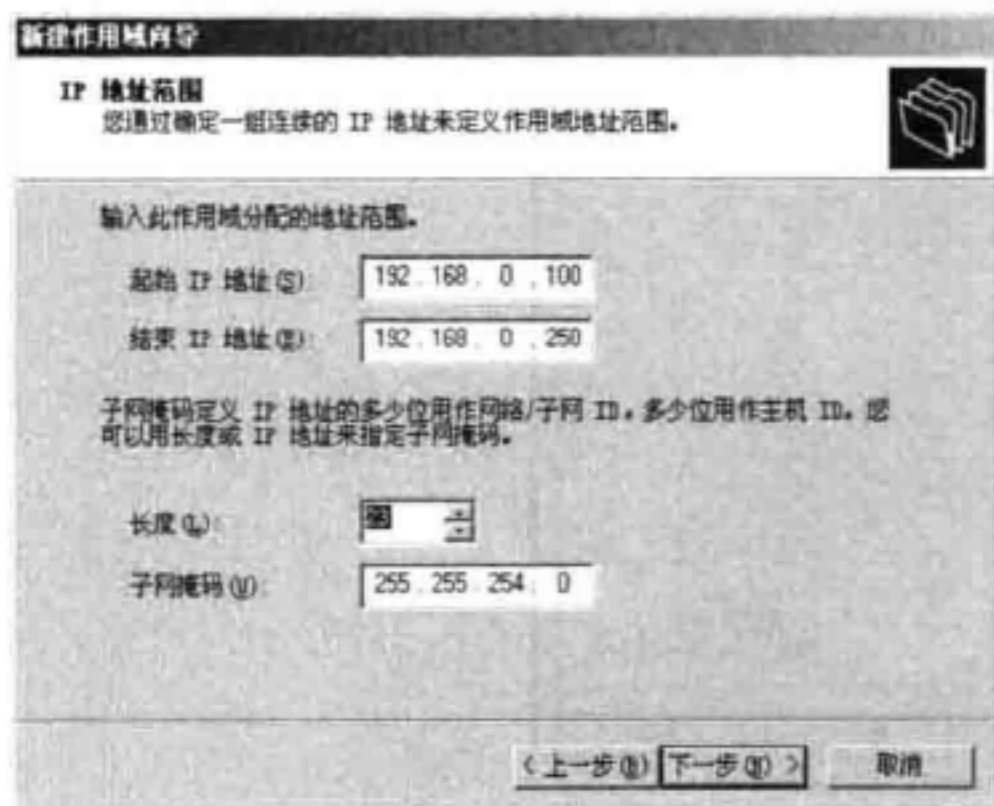 新建作用域向导
IP 地址范围
您通过确定一组连续的 IP 地址来定义作用域地址范围。
输入此作用域分配的地址范围。
起始 IP 地址(S):
192 . 168 . 0 . 100
结束 IP 地址(E):
192 . 168 . 0 . 250
子网掩码定义 IP 地址的多少位用作网络/子网 ID,多少位用作主机 ID。您
可以用长度或 IP 地址来指定子网掩码。
长度(L):
子网掩码(U):
255 . 255 . 254 . 0
< 上一步(B)
下一步(N) >
取消